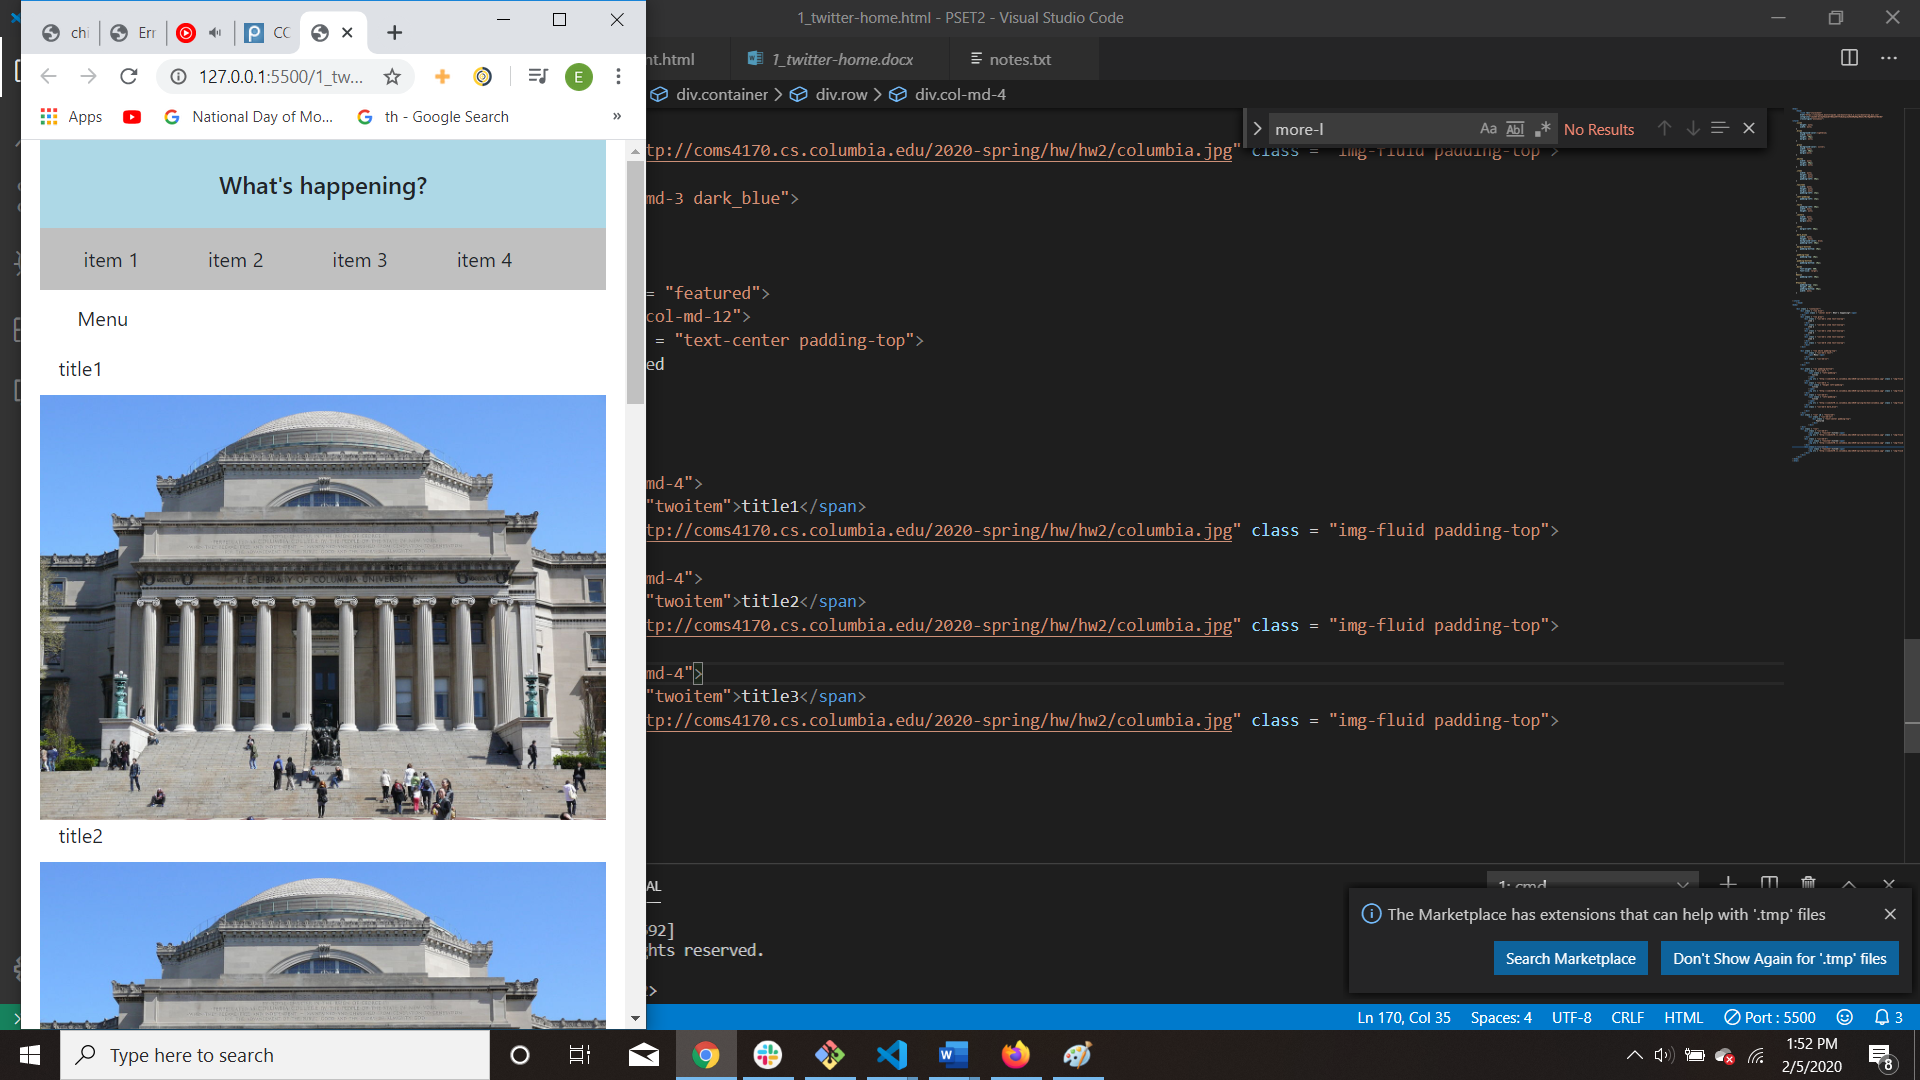 1_twitter-home.html - PSET2 - Visual Studio Code
chi
Err
CC
127.0.0.1:5500/1_tw...
E
Apps
National Day of Mo...
th - Google Search
»
What's happening?
item 1 item 2 item 3 item 4
Menu
title1
THE LIBRARY OF COLUMBIA UNIVERSITY
title2
nt.html
1_twitter-home.docx
notes.txt
div.container > div.row > div.col-md-4
more-l
Aa Abl .* No Results
tp://coms4170.cs.columbia.edu/2020-spring/hw/hw2/columbia.jpg" class = "img-fluid padding-top">
md-3 dark_blue">
= "featured">
col-md-12">
= "text-center padding-top">
ed
md-4">
"twoitem">title1</span>
tp://coms4170.cs.columbia.edu/2020-spring/hw/hw2/columbia.jpg" class = "img-fluid padding-top">
md-4">
"twoitem">title2</span>
tp://coms4170.cs.columbia.edu/2020-spring/hw/hw2/columbia.jpg" class = "img-fluid padding-top">
md-4">
"twoitem">title3</span>
tp://coms4170.cs.columbia.edu/2020-spring/hw/hw2/columbia.jpg" class = "img-fluid padding-top">
AL
1: cmd
592]
ghts reserved.
>
The Marketplace has extensions that can help with '.tmp' files
Search Marketplace
Don't Show Again for '.tmp' files
Ln 170, Col 35 Spaces: 4 UTF-8 CRLF HTML Port : 5500 3
Type here to search
1:52 PM
2/5/2020
8